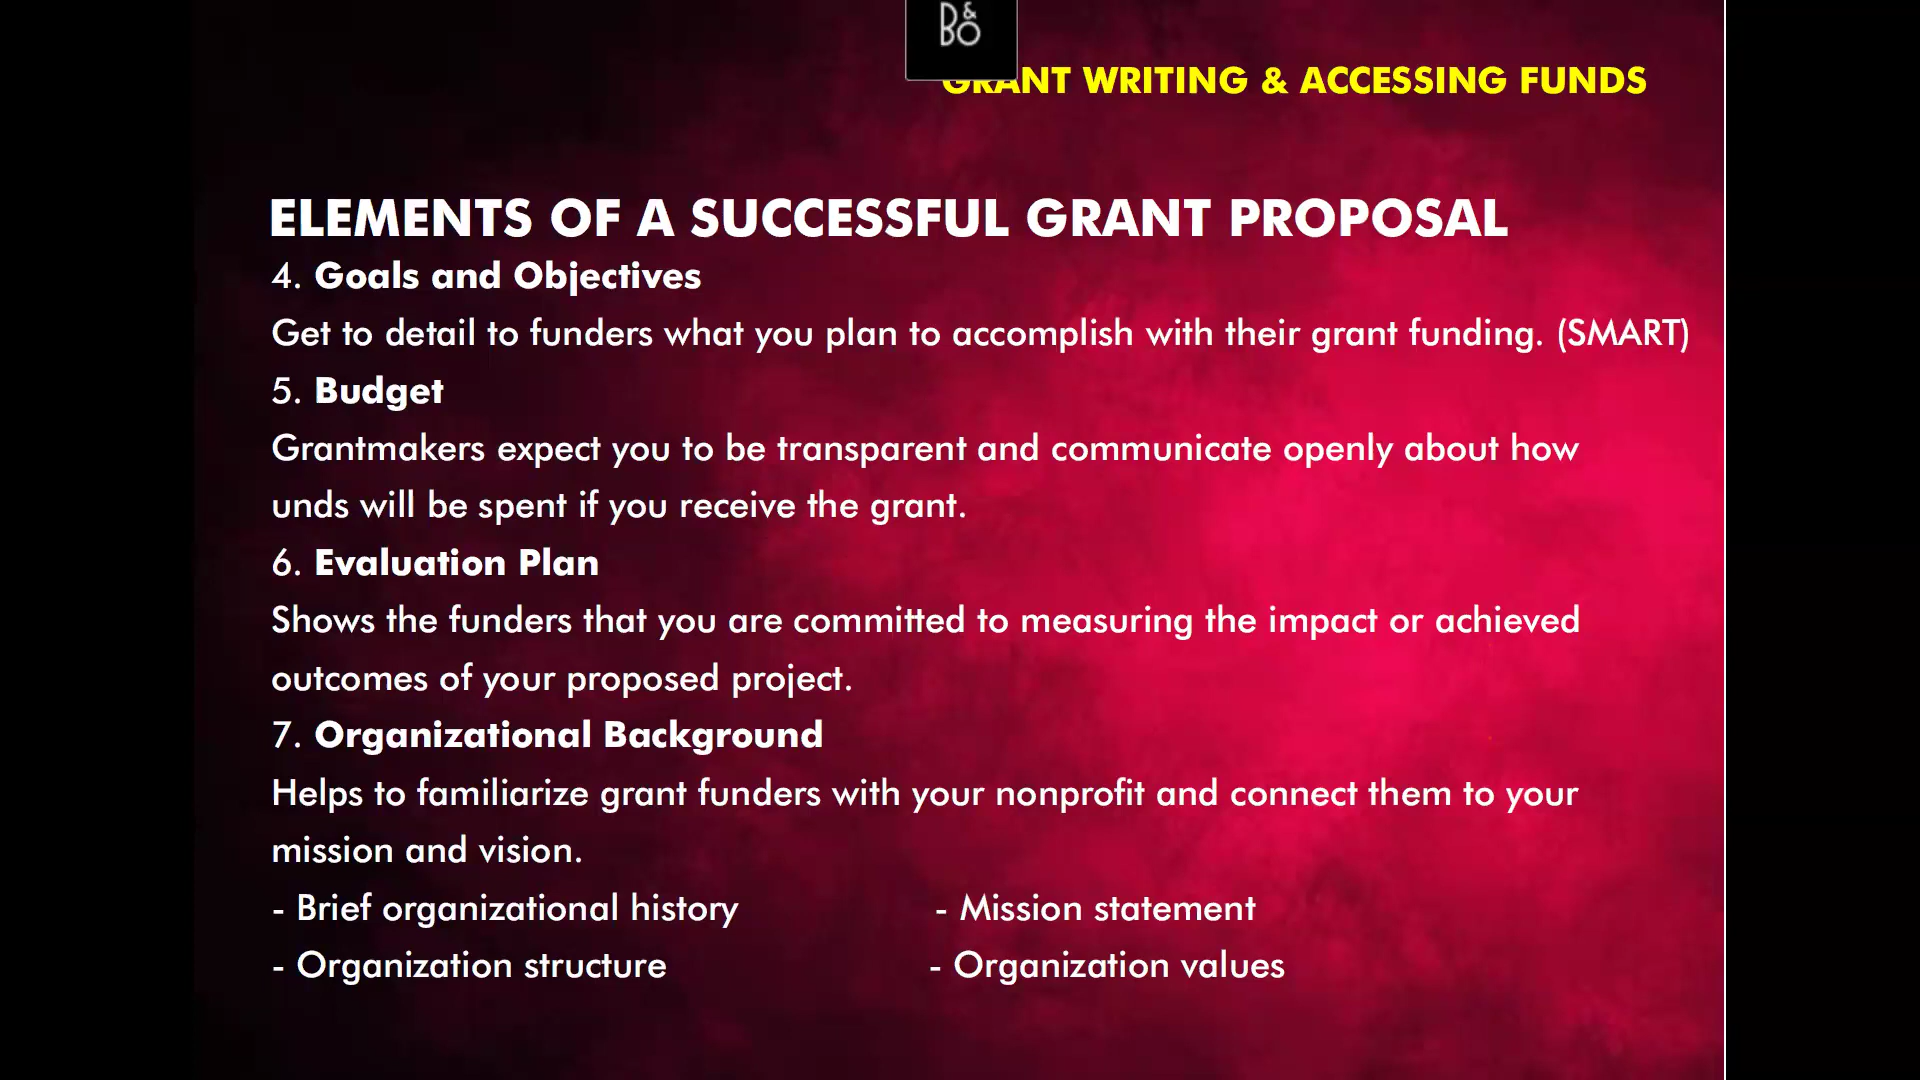 B&
BO
GRANT WRITING & ACCESSING FUNDS
ELEMENTS OF A SUCCESSFUL GRANT PROPOSAL
4. Goals and Objectives
Get to detail to funders what you plan to accomplish with their grant funding. (SMART)
5. Budget
Grantmakers expect you to be transparent and communicate openly about how
unds will be spent if you receive the grant.
6. Evaluation Plan
Shows the funders that you are committed to measuring the impact or achieved
outcomes of your proposed project.
7. Organizational Background
Helps to familiarize grant funders with your nonprofit and connect them to your
mission and vision.
- Brief organizational history - Mission statement
- Organization structure - Organization values